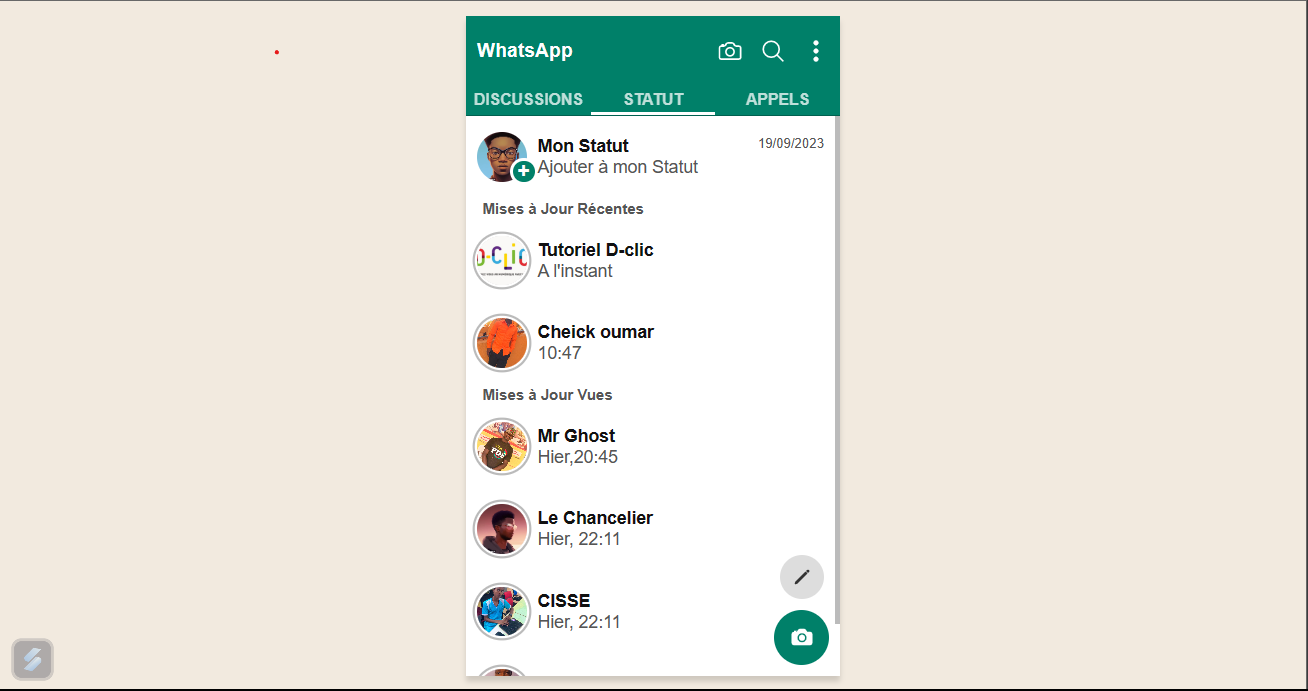 WhatsApp
DISCUSSIONS STATUT APPELS
Mon Statut 19/09/2023
Ajouter à mon Statut
Mises à Jour Récentes
D-CLIC
Tutoriel D-clic
A l'instant
Cheick oumar
10:47
Mises à Jour Vues
Mr Ghost
Hier,20:45
Le Chancelier
Hier, 22:11
CISSE
Hier, 22:11